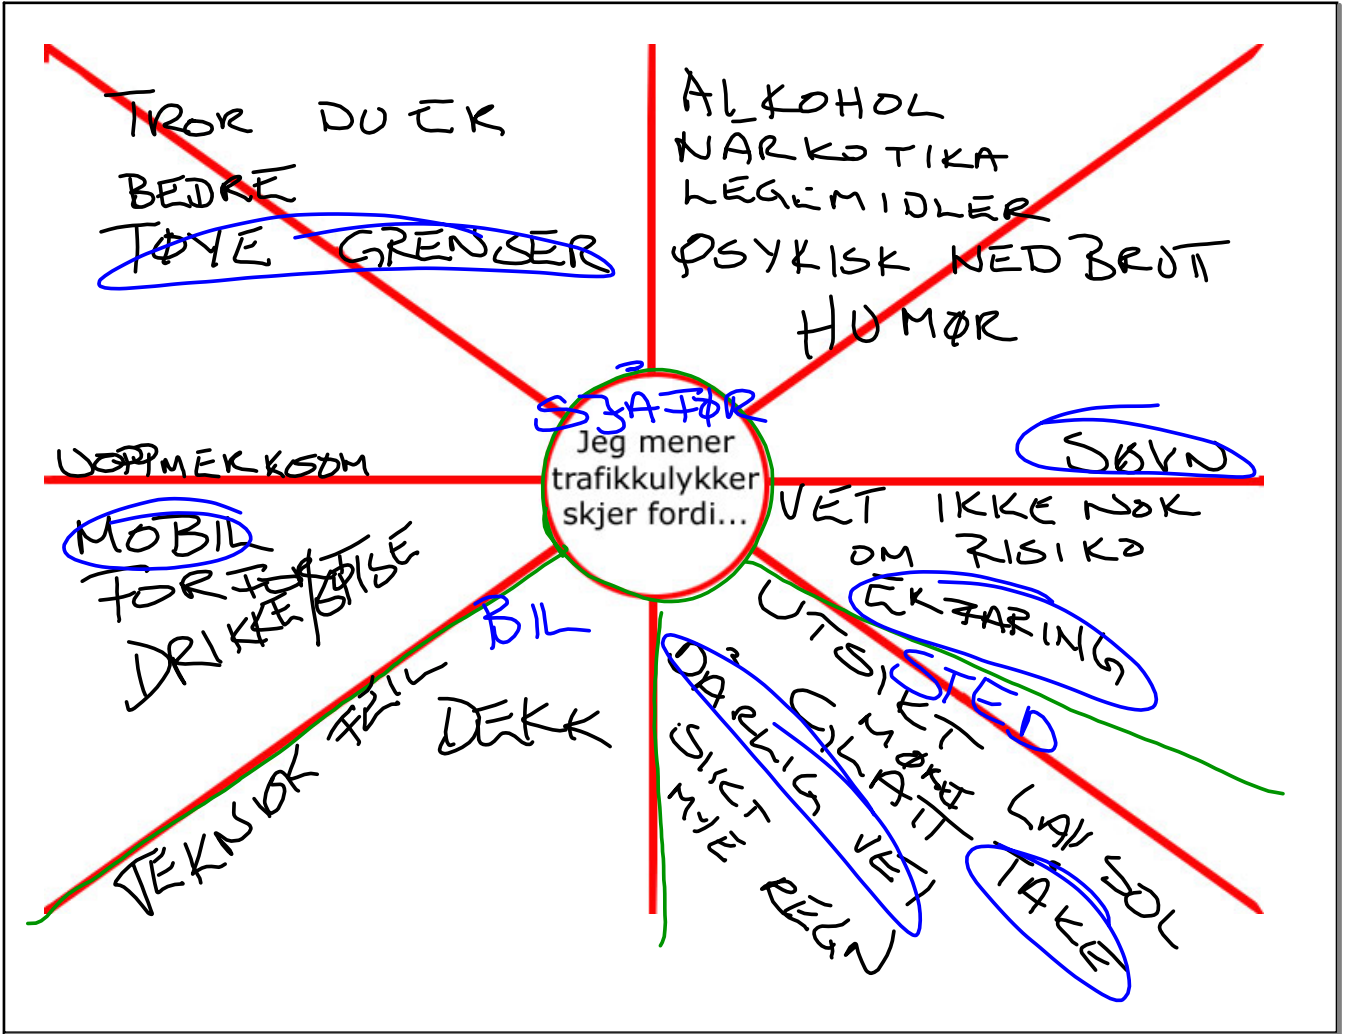 TROR DU ER
BEDRE
TØYE GRENSER
ALKOHOL
NARKOTIKA
LEGEMIDLER
PSYKISK NEDBRUTT
HUMØR
SJÅFØR
Jeg mener
trafikkulykker
skjer fordi...
UOPPMERKSOM
MOBIL
FOR FORT
DRIKKE/SPISE
SØVN
VET IKKE NOK
OM RISIKO
ERFARING
BIL
DEKK
TEKNISK FEIL
STED
UTSIKT
MØRKT
GLATT
DÅRLIG VEI
SIKT
MYE
REGN
LAV SOL
TÅKE